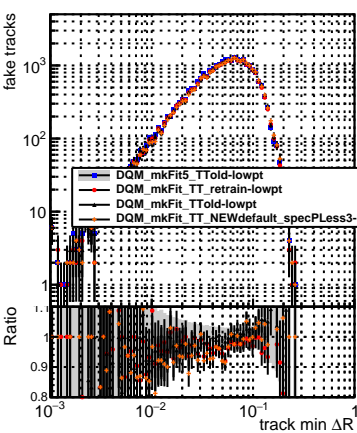 fake tracks
10³
10²
10
1
DQM_mkFit5_TTold-lowpt
DQM_mkFit_TT_retrain-lowpt
DQM_mkFit_TTold-lowpt
DQM_mkFit_TT_NEWdefault_specPLess3-
Ratio
1.1
1
0.9
0.8
10⁻³ 10⁻² 10⁻¹ 1
track min ΔR